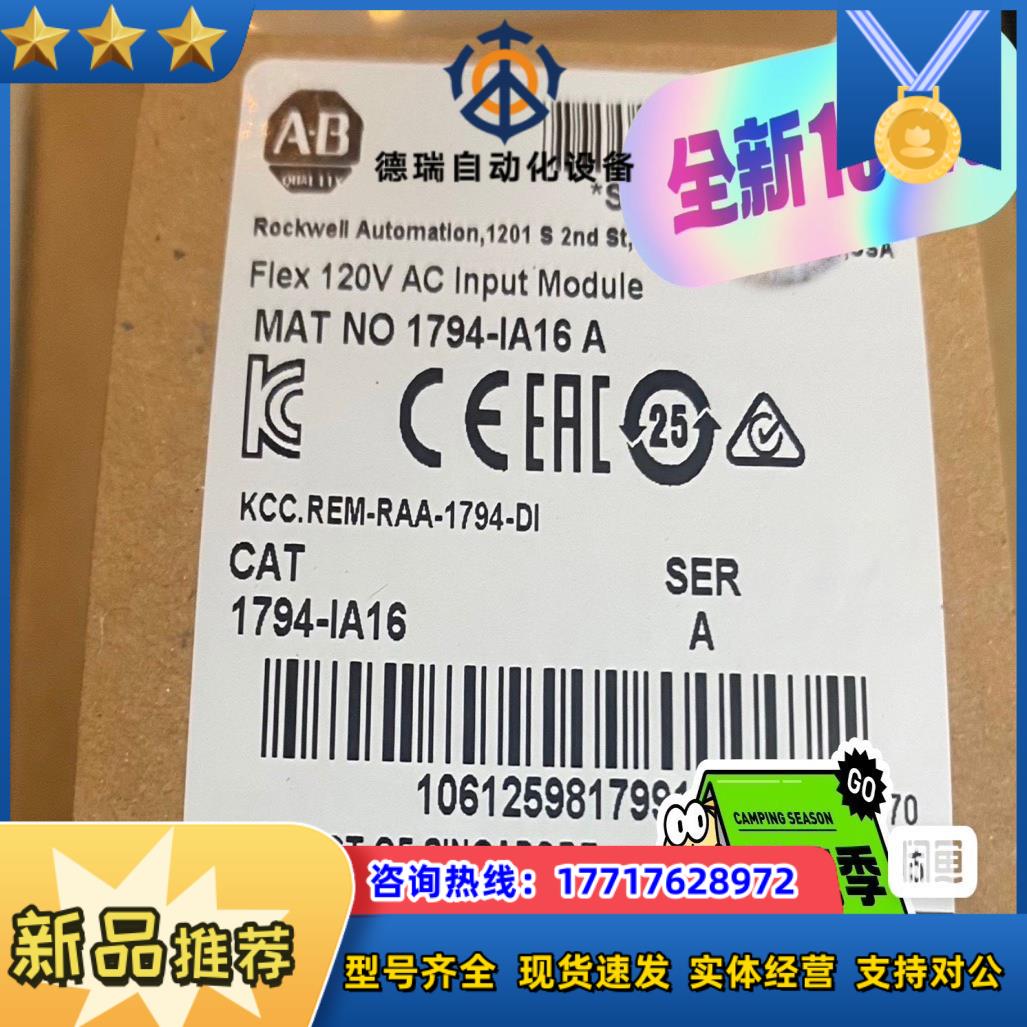 A·B
QUALITY
德瑞自动化设备
全新
Rockwell Automation,1201 S 2nd St,
Flex 120V AC Input Module
MAT NO 1794-IA16 A
CE EAC 25
KCC.REM-RAA-1794-DI
CAT
1794-IA16
SER
A
CAMPING SEASON
GO
季
咨询热线：17717628972
新品推荐
型号齐全 现货速发 实体经营 支持对公